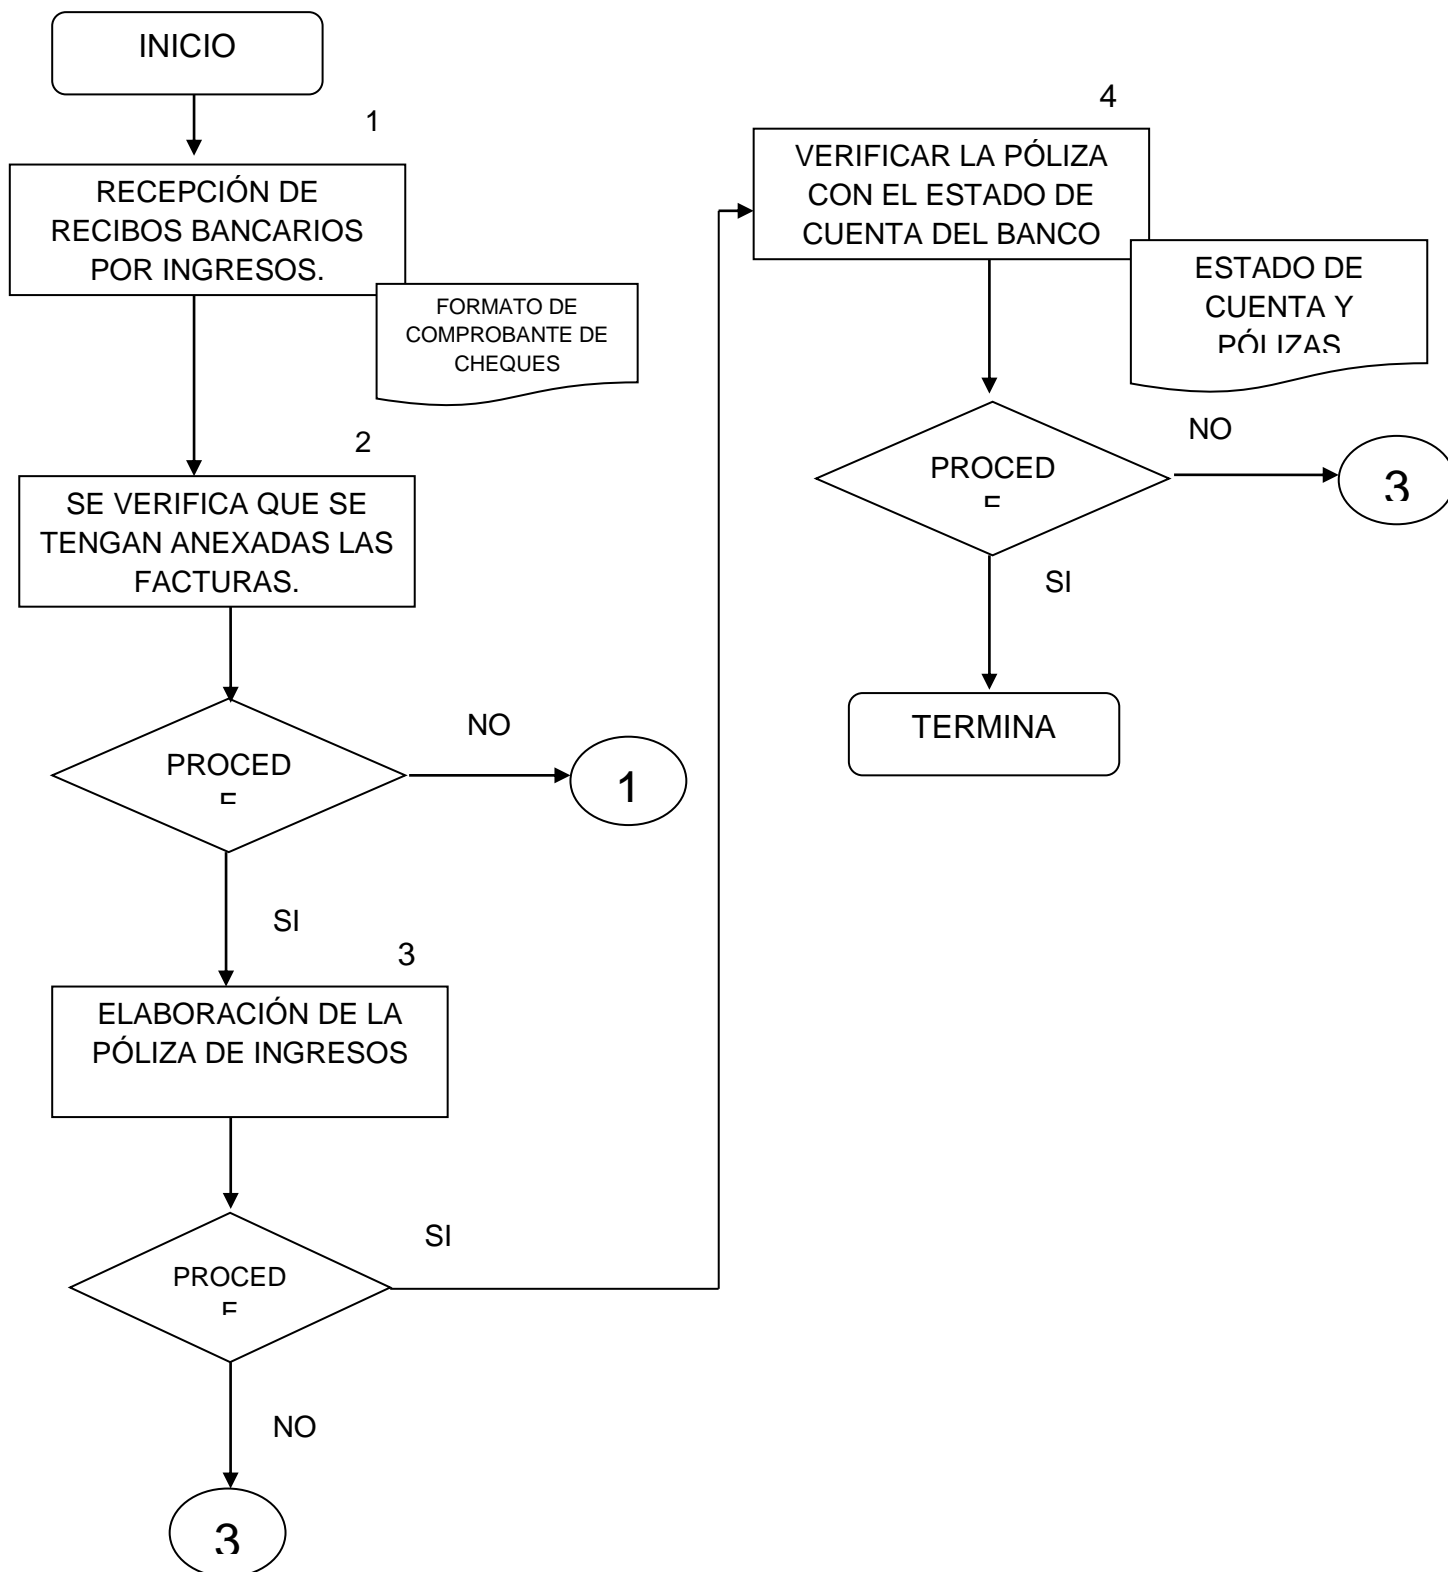 INICIO
1
RECEPCIÓN DE
RECIBOS BANCARIOS
POR INGRESOS.
FORMATO DE
COMPROBANTE DE
CHEQUES
2
SE VERIFICA QUE SE
TENGAN ANEXADAS LAS
FACTURAS.
PROCED
E
NO
1
SI
3
ELABORACIÓN DE LA
PÓLIZA DE INGRESOS
PROCED
E
SI
NO
3
4
VERIFICAR LA PÓLIZA
CON EL ESTADO DE
CUENTA DEL BANCO
ESTADO DE
CUENTA Y
PÓLIZAS
PROCED
E
NO
3
SI
TERMINA